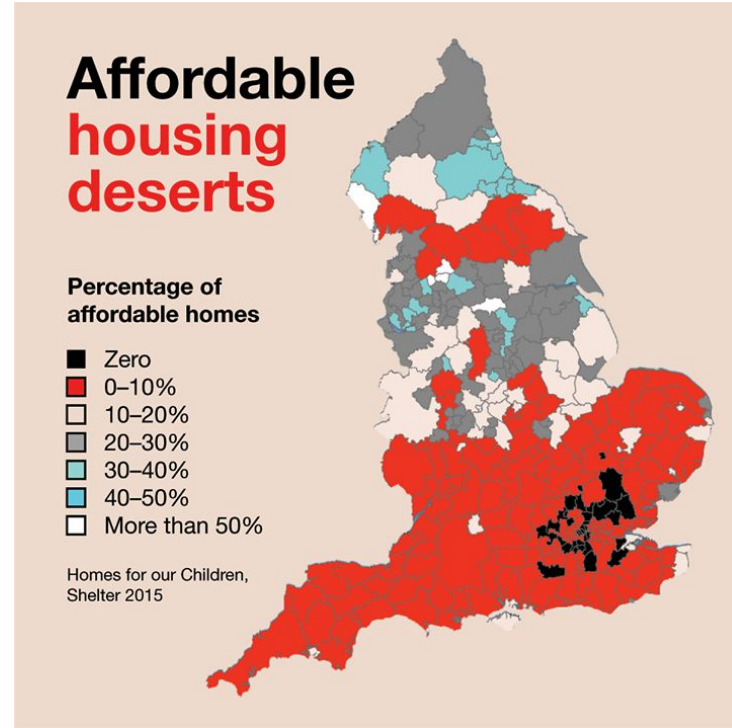 Affordable
housing
deserts
Percentage of
affordable homes
Zero
0–10%
10–20%
20–30%
30–40%
40–50%
More than 50%
Homes for our Children,
Shelter 2015